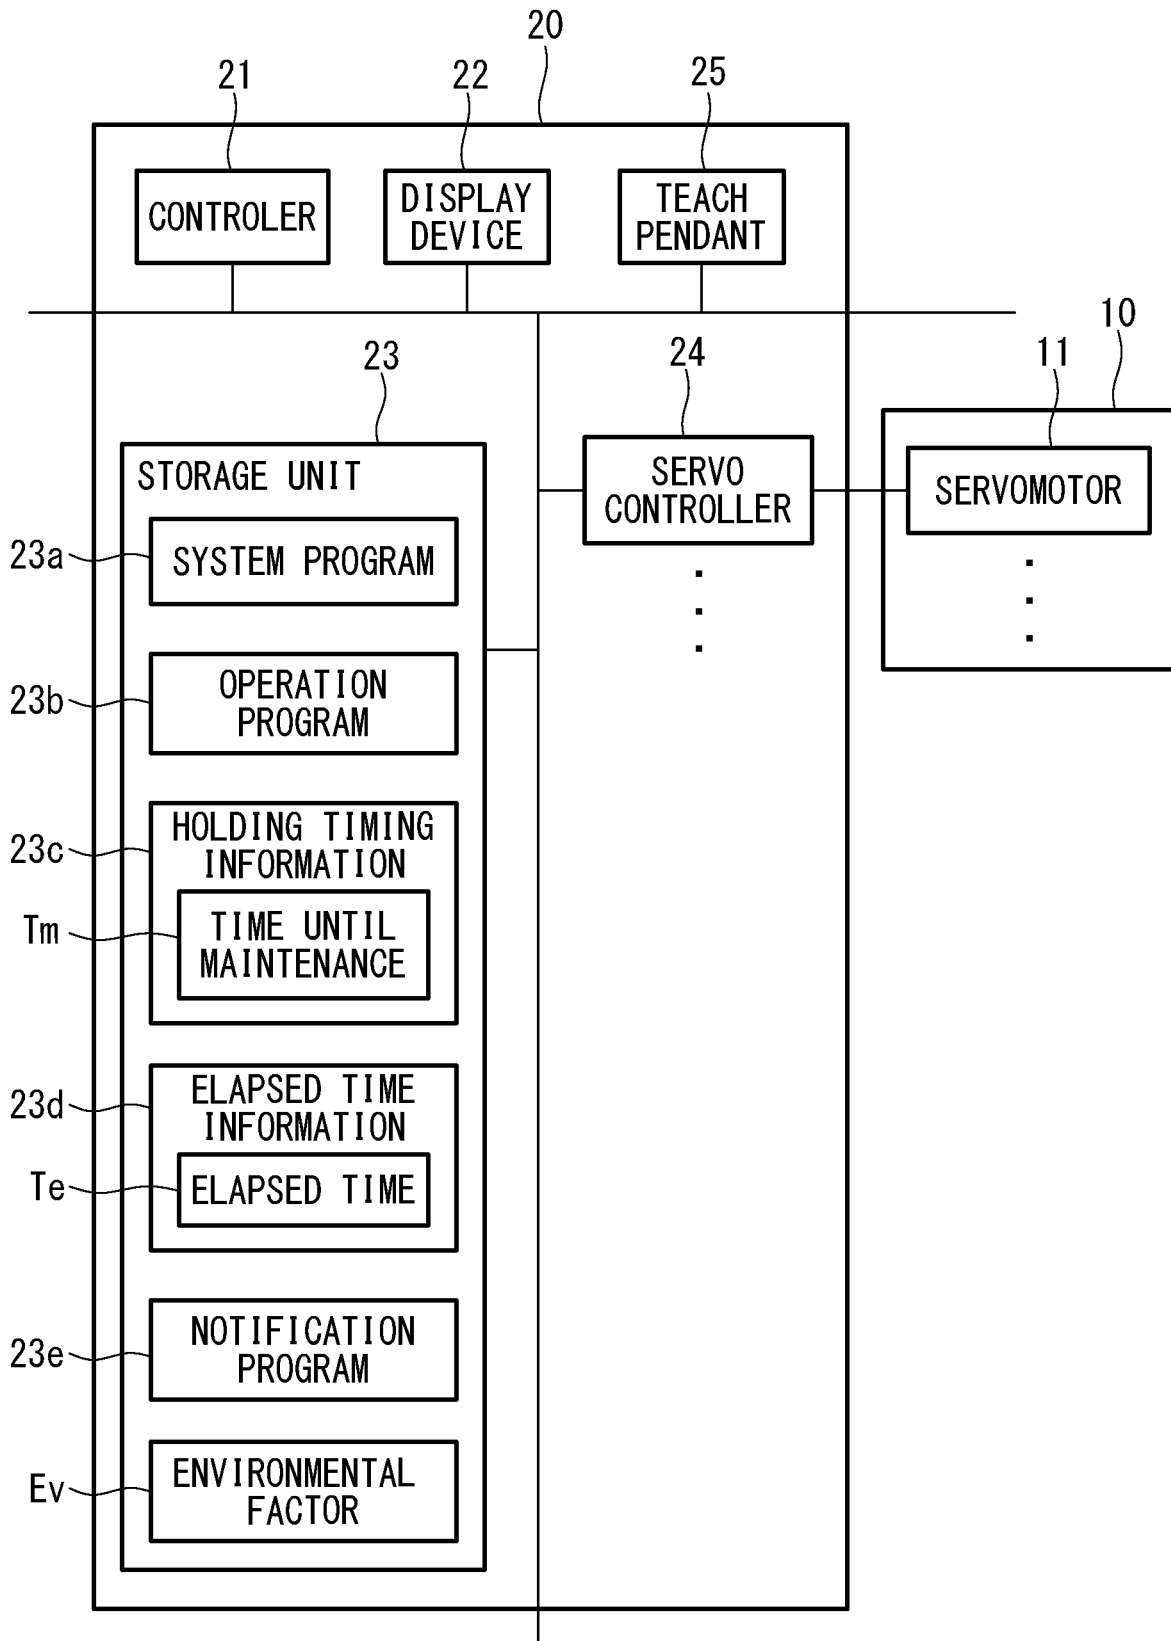 20
21
22
25
CONTROLER
DISPLAY
DEVICE
TEACH
PENDANT
10
23
24
11
STORAGE UNIT
SERVO
CONTROLLER
SERVOMOTOR
23a
SYSTEM PROGRAM
23b
OPERATION
PROGRAM
23c
HOLDING TIMING
INFORMATION
Tm
TIME UNTIL
MAINTENANCE
23d
ELAPSED TIME
INFORMATION
Te
ELAPSED TIME
23e
NOTIFICATION
PROGRAM
Ev
ENVIRONMENTAL
FACTOR